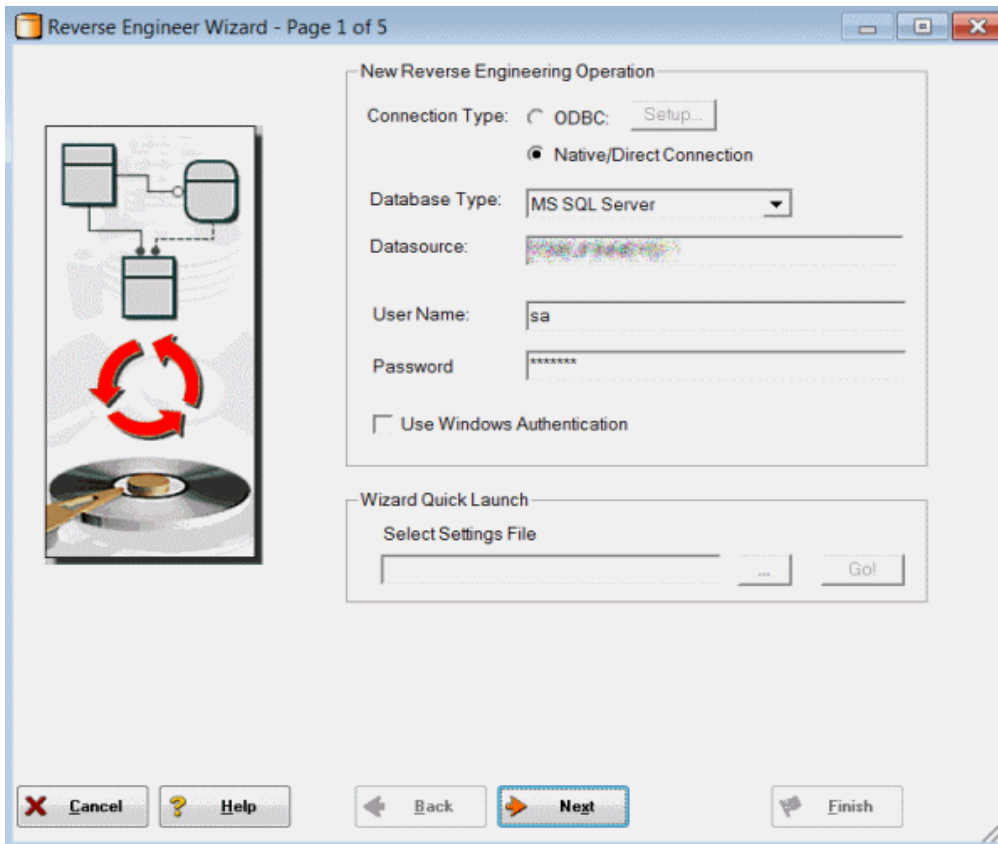 Reverse Engineer Wizard - Page 1 of 5
New Reverse Engineering Operation
Connection Type: ODBC: Setup...
Native/Direct Connection
Database Type: MS SQL Server
Datasource:
User Name: sa
Password *******
Use Windows Authentication
Wizard Quick Launch
Select Settings File
... Go!
Cancel Help Back Next Finish